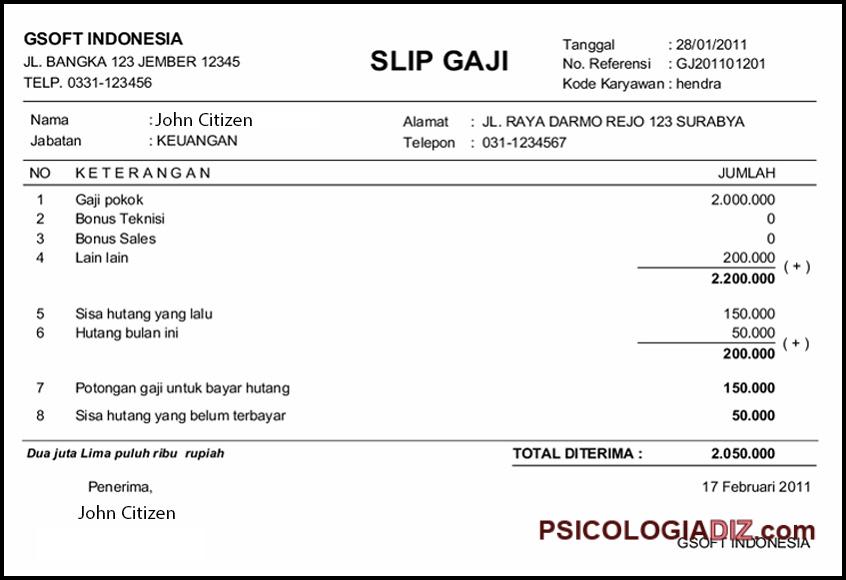 GSOFT INDONESIA
JL. BANGKA 123 JEMBER 12345
TELP. 0331-123456
SLIP GAJI
Tanggal : 28/01/2011
No. Referensi : GJ201101201
Kode Karyawan : hendra
Nama : John Citizen
Jabatan : KEUANGAN
Alamat : JL. RAYA DARMO REJO 123 SURABYA
Telepon : 031-1234567
NO KETERANGAN JUMLAH
1 Gaji pokok 2.000.000
2 Bonus Teknisi 0
3 Bonus Sales 0
4 Lain lain 200.000 (+)
2.200.000
5 Sisa hutang yang lalu 150.000
6 Hutang bulan ini 50.000 (+)
200.000
7 Potongan gaji untuk bayar hutang 150.000
8 Sisa hutang yang belum terbayar 50.000
Dua juta Lima puluh ribu rupiah TOTAL DITERIMA : 2.050.000
Penerima, 17 Februari 2011
John Citizen
PSICOLOGIADIZ.com
GSOFT INDONESIA